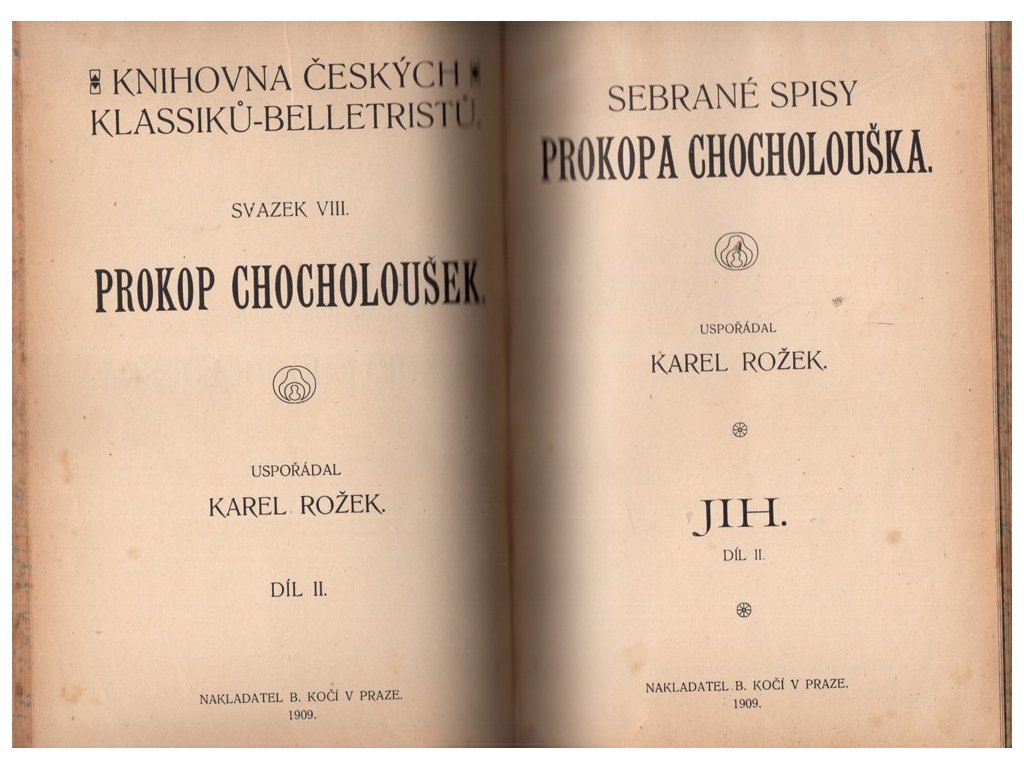 KNIHOVNA ČESKÝCH
KLASSIKŮ-BELLETRISTŮ.
SVAZEK VIII.
PROKOP CHOCHOLOUŠEK.
USPOŘÁDAL
KAREL ROŽEK.
DÍL II.
NAKLADATEL B. KOČÍ V PRAZE.
1909.
SEBRANÉ SPISY
PROKOPA CHOCHOLOUŠKA.
USPOŘÁDAL
KAREL ROŽEK.
JIH.
DÍL II.
NAKLADATEL B. KOČÍ V PRAZE.
1909.